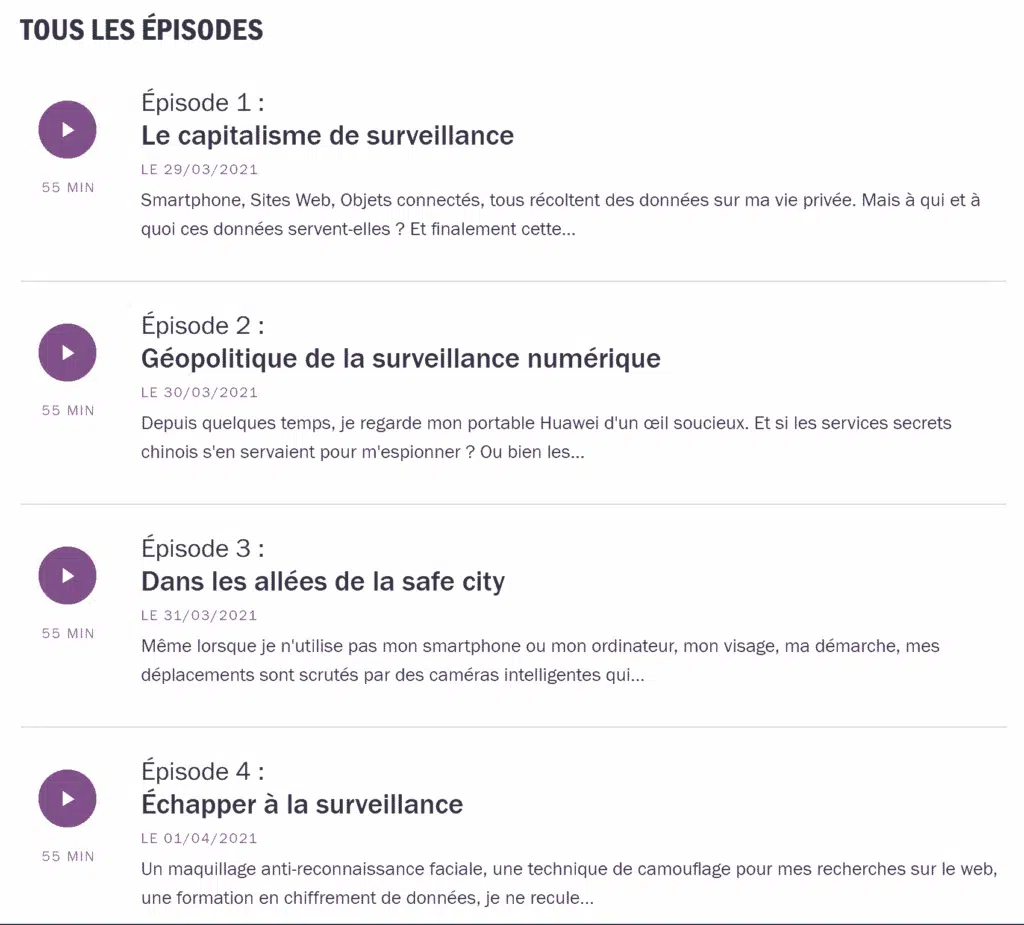 TOUS LES ÉPISODES
Épisode 1 :
Le capitalisme de surveillance
LE 29/03/2021
55 MIN
Smartphone, Sites Web, Objets connectés, tous récoltent des données sur ma vie privée. Mais à qui et à
quoi ces données servent-elles ? Et finalement cette...
Épisode 2 :
Géopolitique de la surveillance numérique
LE 30/03/2021
55 MIN
Depuis quelques temps, je regarde mon portable Huawei d'un œil soucieux. Et si les services secrets
chinois s'en servaient pour m'espionner ? Ou bien les...
Épisode 3 :
Dans les allées de la safe city
LE 31/03/2021
55 MIN
Même lorsque je n'utilise pas mon smartphone ou mon ordinateur, mon visage, ma démarche, mes
déplacements sont scrutés par des caméras intelligentes qui...
Épisode 4 :
Échapper à la surveillance
LE 01/04/2021
55 MIN
Un maquillage anti-reconnaissance faciale, une technique de camouflage pour mes recherches sur le web,
une formation en chiffrement de données, je ne recule...